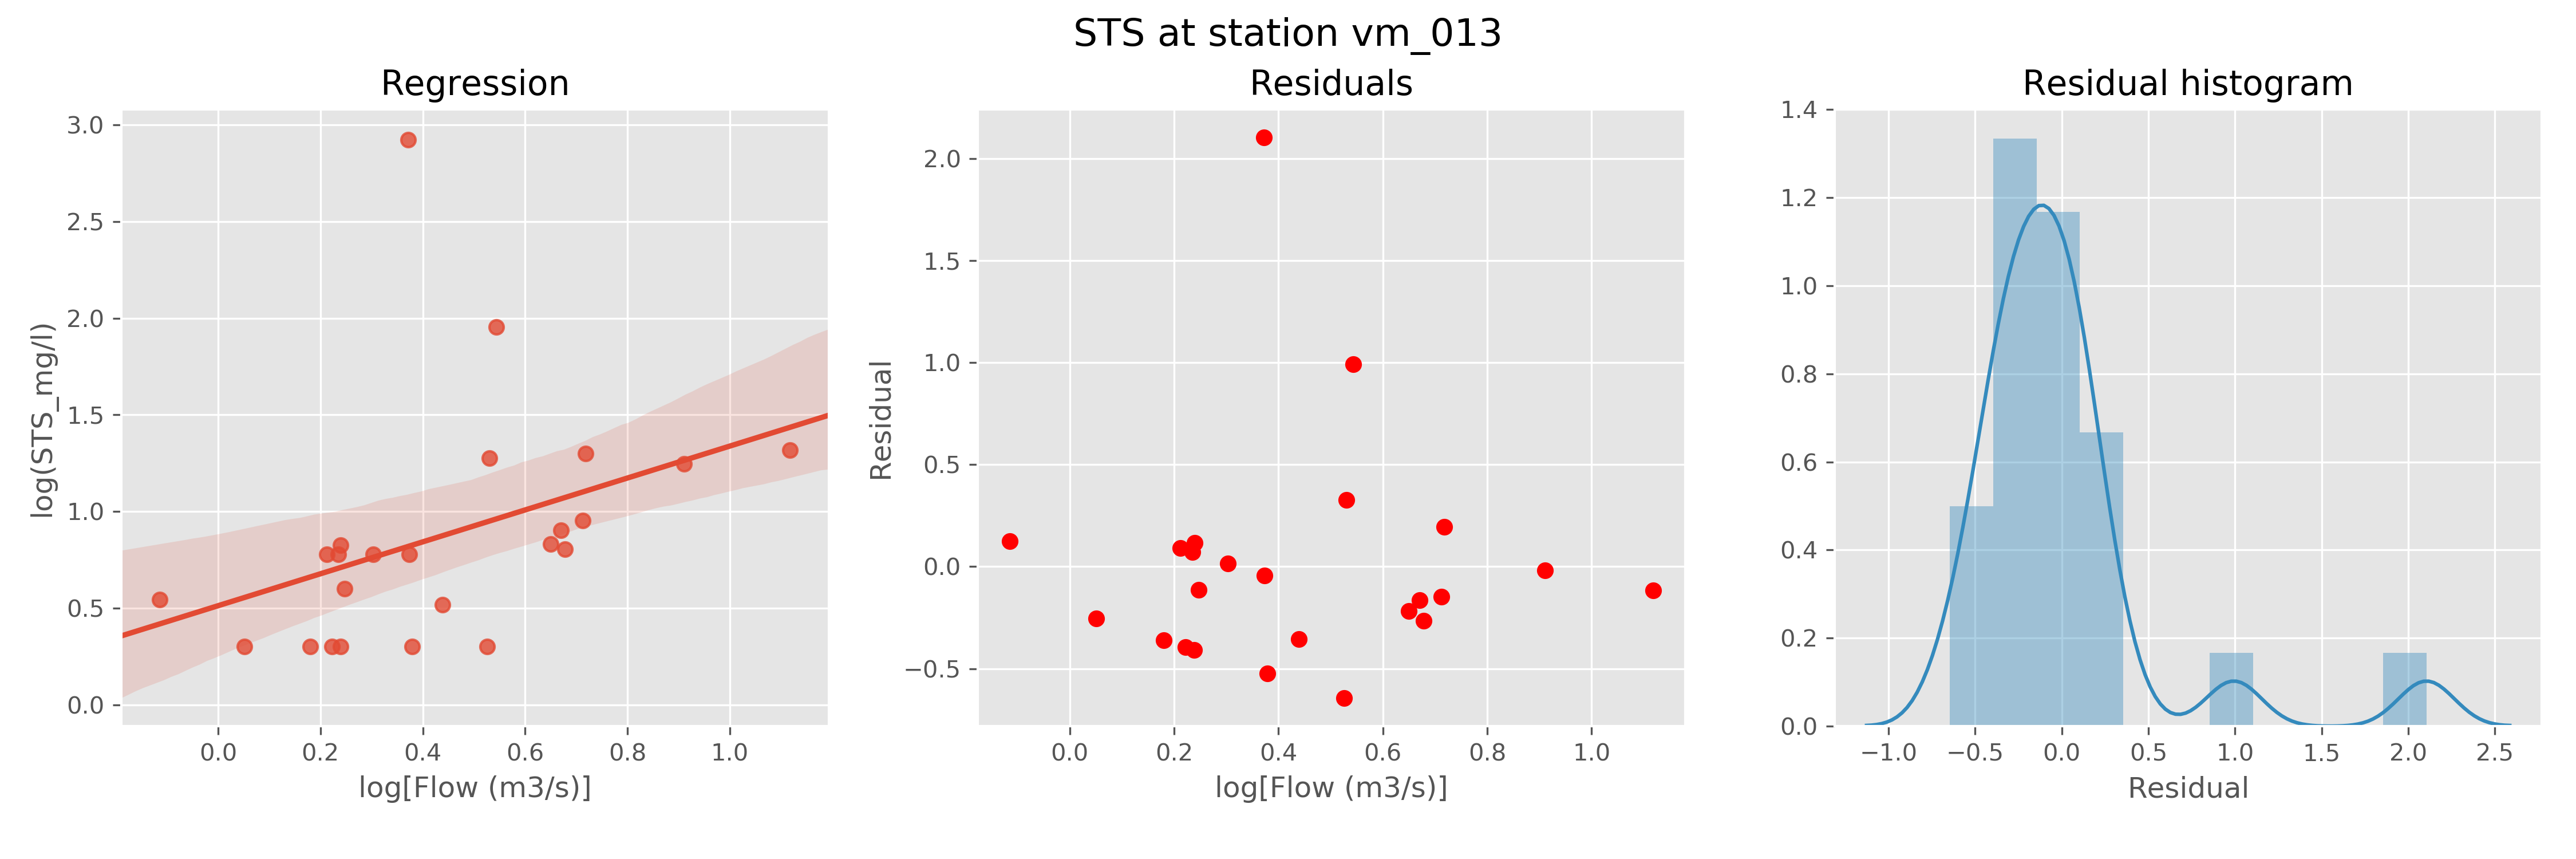 STS at station vm_013
Regression
3.0
2.5
2.0
1.5
1.0
0.5
0.0
log(STS_mg/l)
0.0 0.2 0.4 0.6 0.8 1.0
log[Flow (m3/s)]
Residuals
2.0
1.5
1.0
0.5
0.0
−0.5
Residual
0.0 0.2 0.4 0.6 0.8 1.0
log[Flow (m3/s)]
Residual histogram
1.4
1.2
1.0
0.8
0.6
0.4
0.2
0.0
−1.0 −0.5 0.0 0.5 1.0 1.5 2.0 2.5
Residual